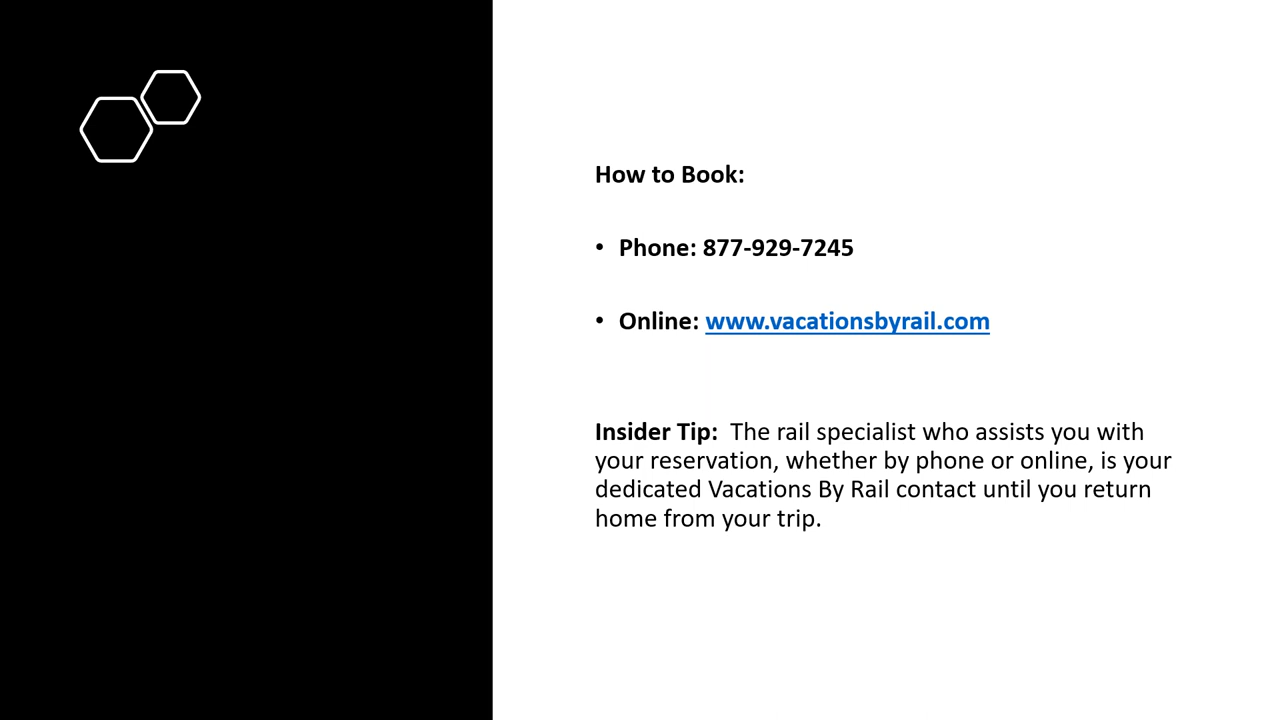 How to Book:
• Phone: 877-929-7245
• Online: www.vacationsbyrail.com
Insider Tip:  The rail specialist who assists you with
your reservation, whether by phone or online, is your
dedicated Vacations By Rail contact until you return
home from your trip.